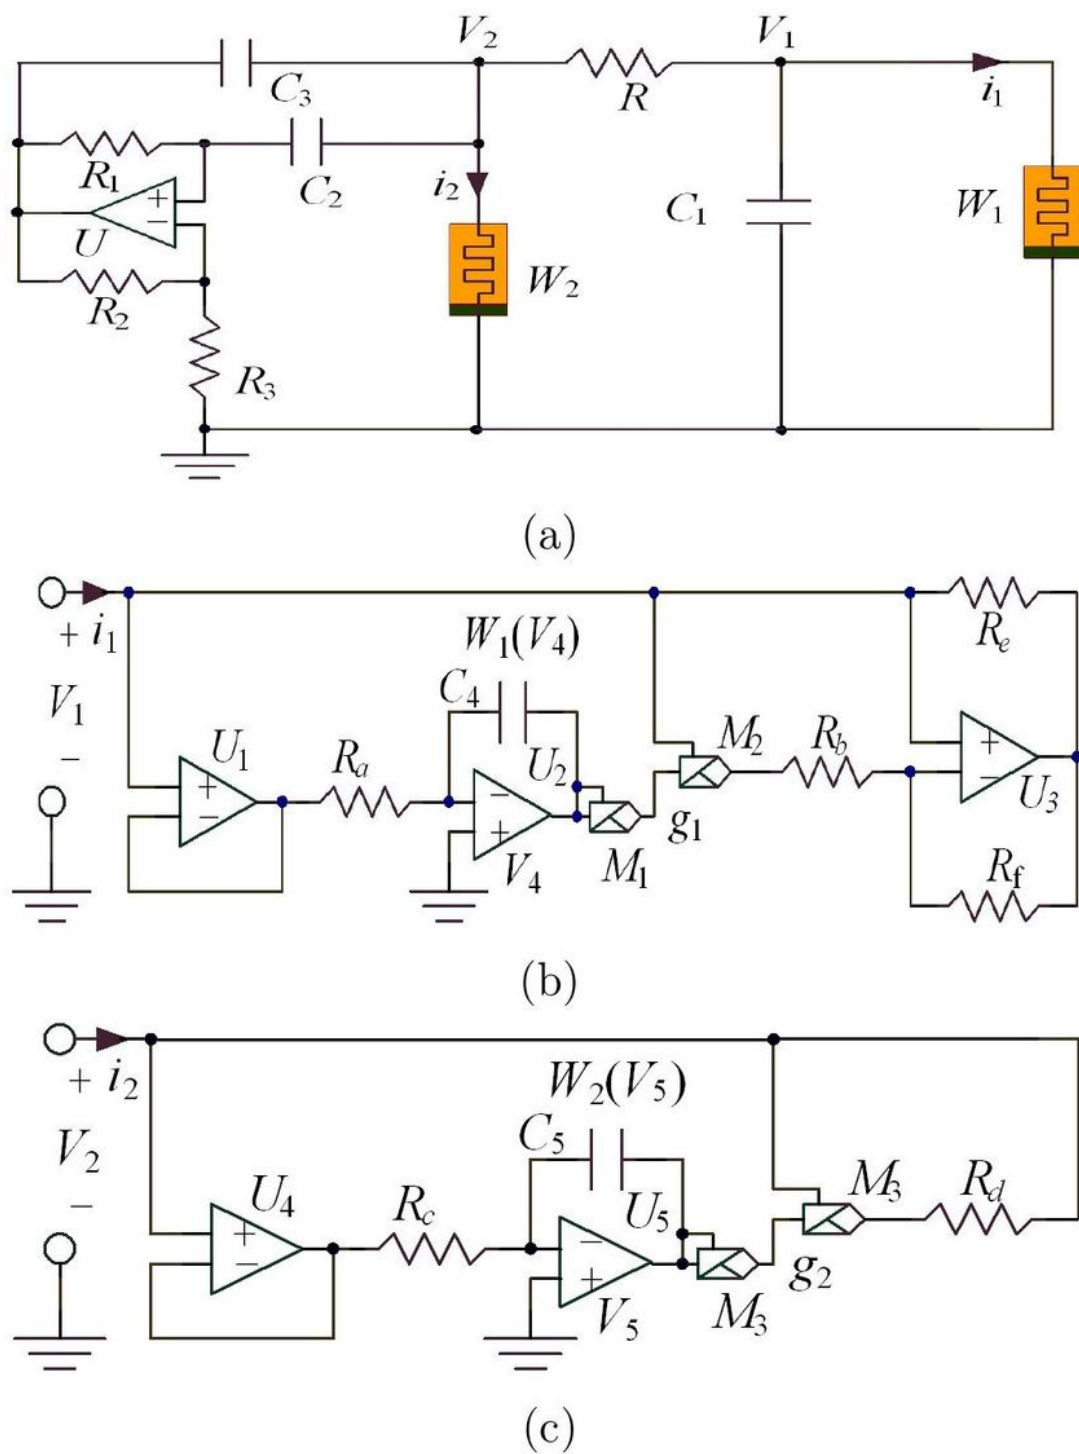 V2 V1
C3 R i1
R1 C2 i2 C1 W1
+
−
U W2
R2
R3
(a)
+ i1 Re
W1(V4)
C4
V1
− U1 Ra U2 M2 Rb + U3
+ − g1 −
− + V4 M1 Rf
(b)
+ i2
W2(V5)
C5
V2
− U4 Rc U5 M3 Rd
+ − g2
− + V5 M3
(c)